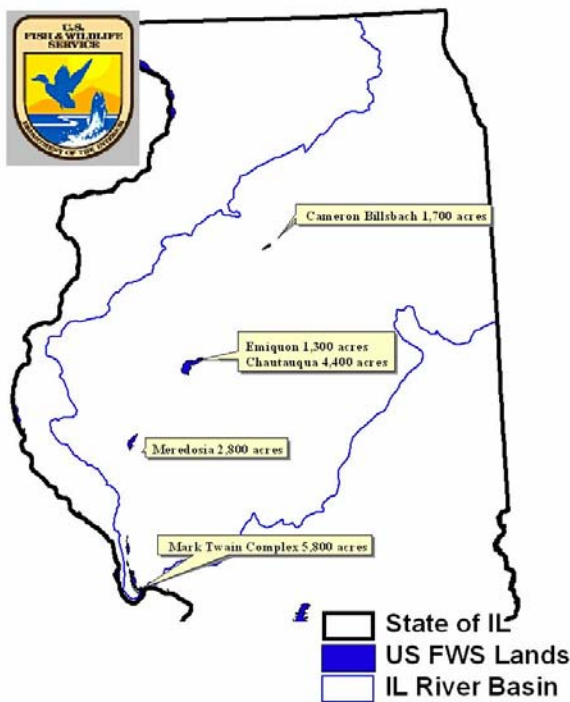 U.S.
FISH & WILDLIFE
SERVICE
DEPARTMENT OF THE INTERIOR
Cameron Billsbach 1,700 acres
Emiquon 1,300 acres
Chautauqua 4,400 acres
Meredosia 2,800 acres
Mark Twain Complex 5,800 acres
State of IL
US FWS Lands
IL River Basin